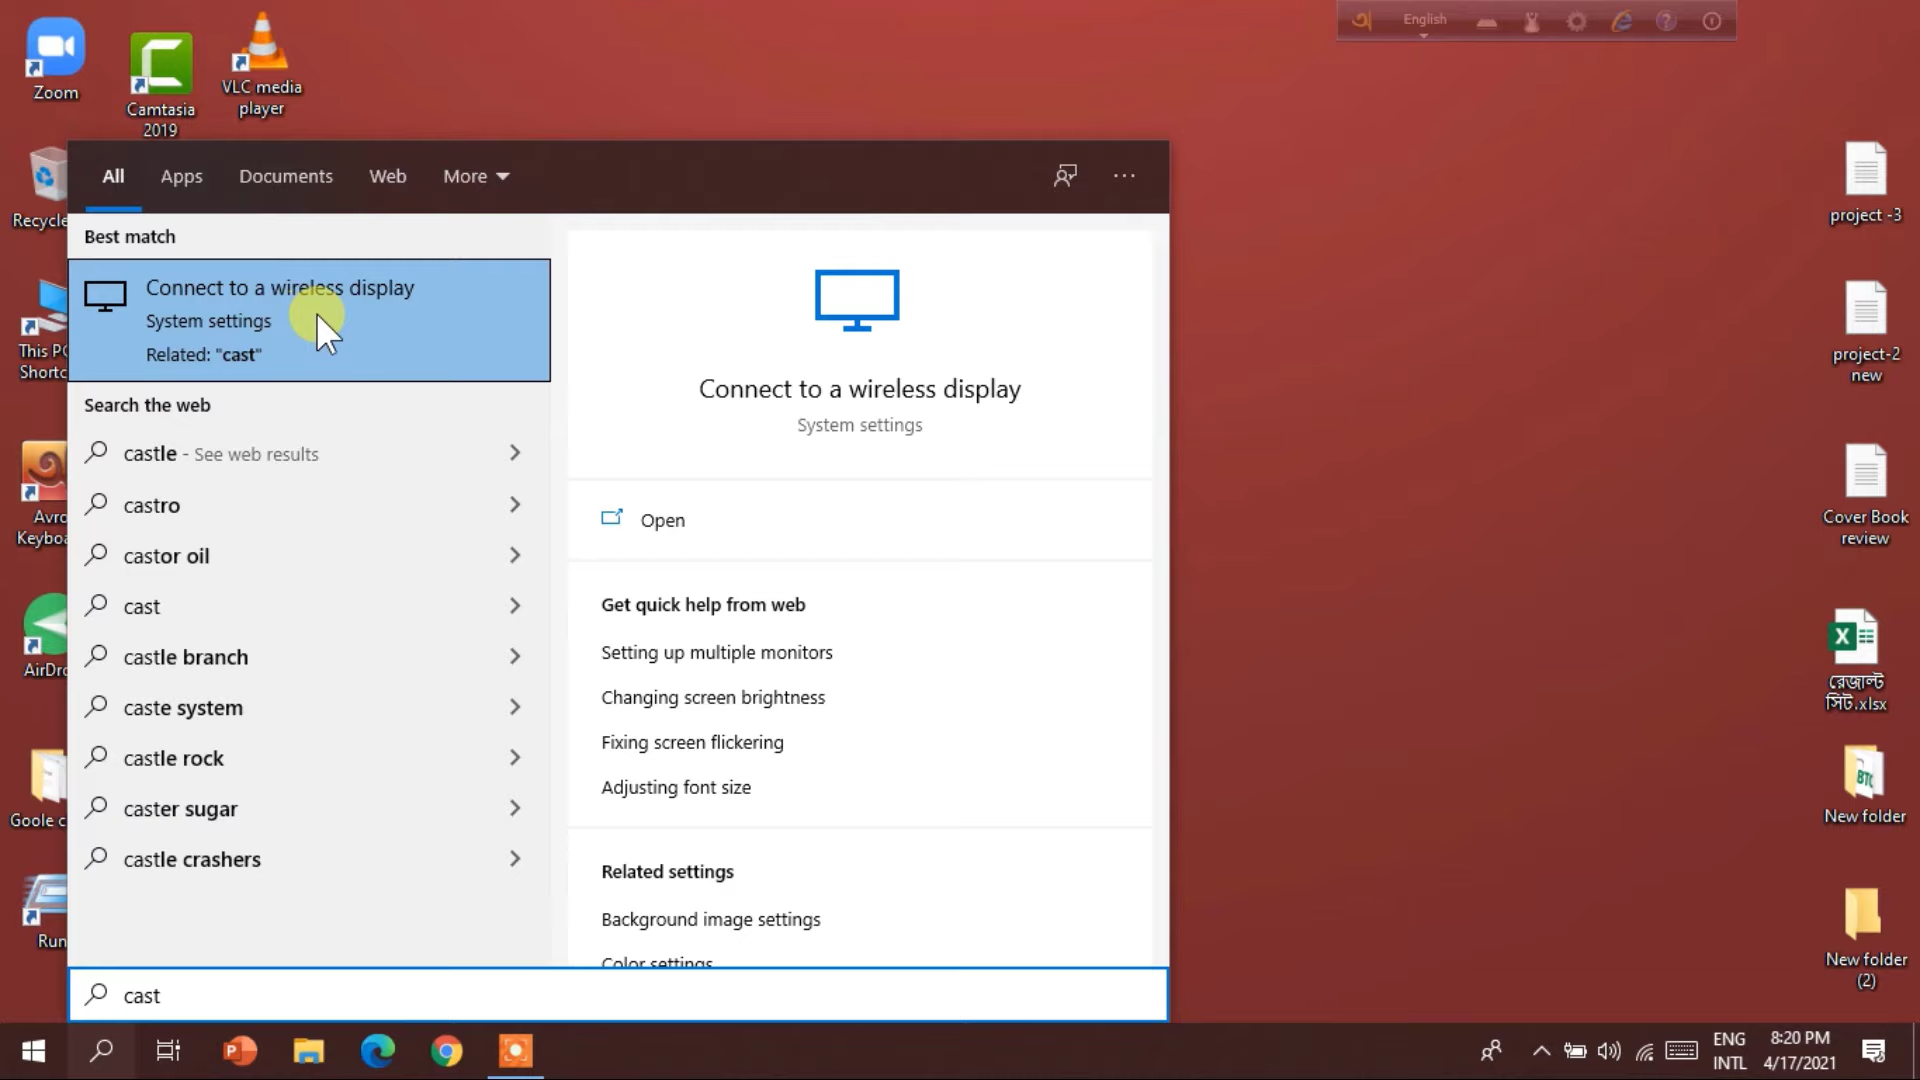 English
Zoom
Camtasia
2019
VLC media
player
Recycle
This PC
Shortc
Avro
Keyboa
AirDro
Goole c
Run
All
Apps
Documents
Web
More
Best match
Connect to a wireless display
System settings
Related: "cast"
Search the web
castle - See web results
castro
castor oil
cast
castle branch
caste system
castle rock
caster sugar
castle crashers
Connect to a wireless display
System settings
Open
Get quick help from web
Setting up multiple monitors
Changing screen brightness
Fixing screen flickering
Adjusting font size
Related settings
Background image settings
Color settings
cast
project -3
project-2
new
Cover Book
review
রেজাল্ট
সিট.xlsx
BTC
New folder
New folder
(2)
ENG
INTL
8:20 PM
4/17/2021